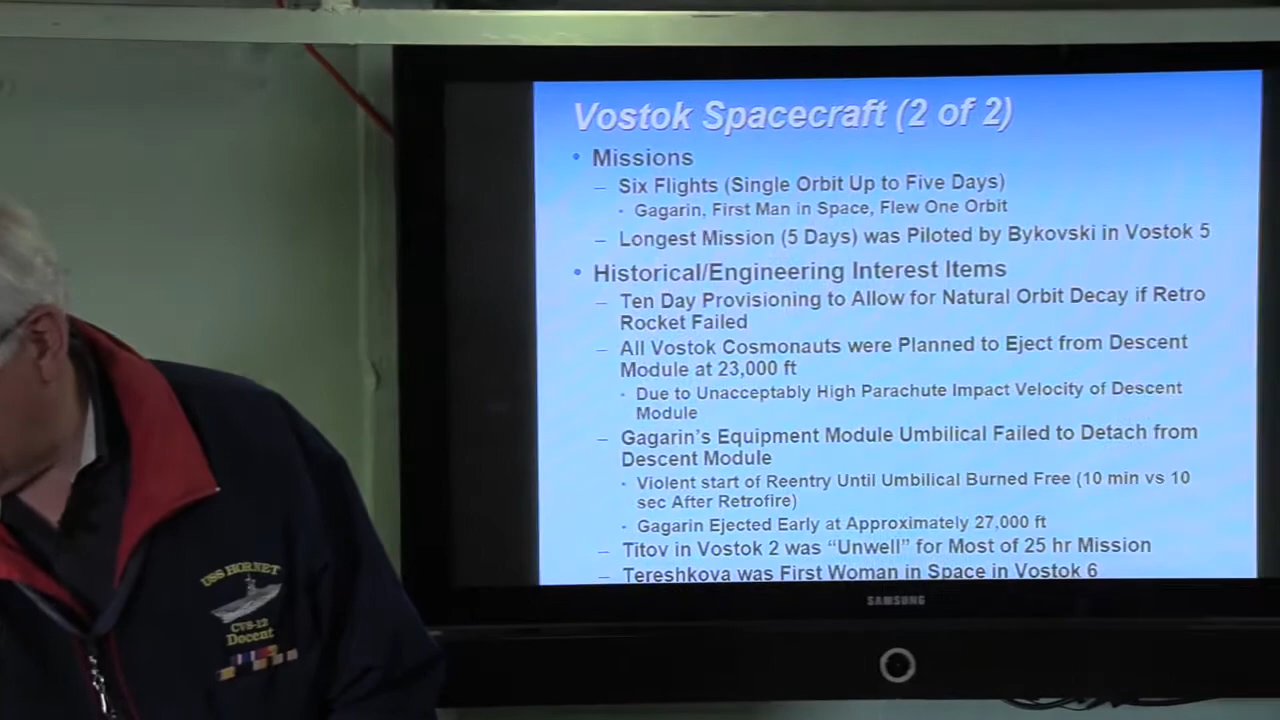 Vostok Spacecraft (2 of 2)
• Missions
– Six Flights (Single Orbit Up to Five Days)
• Gagarin, First Man in Space, Flew One Orbit
– Longest Mission (5 Days) was Piloted by Bykovski in Vostok 5
• Historical/Engineering Interest Items
– Ten Day Provisioning to Allow for Natural Orbit Decay if Retro
Rocket Failed
– All Vostok Cosmonauts were Planned to Eject from Descent
Module at 23,000 ft
• Due to Unacceptably High Parachute Impact Velocity of Descent
Module
– Gagarin's Equipment Module Umbilical Failed to Detach from
Descent Module
• Violent start of Reentry Until Umbilical Burned Free (10 min vs 10
sec After Retrofire)
• Gagarin Ejected Early at Approximately 27,000 ft
– Titov in Vostok 2 was “Unwell” for Most of 25 hr Mission
– Tereshkova was First Woman in Space in Vostok 6
SAMSUNG
USS HORNET
CVS-12
Docent